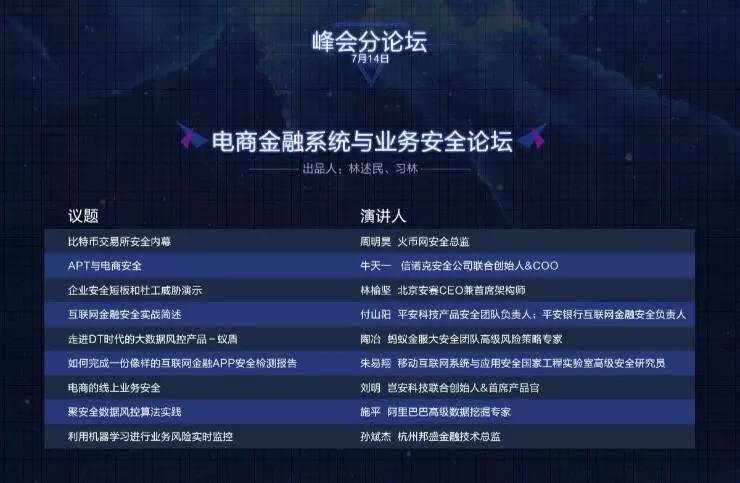 峰会分论坛
7月14日
电商金融系统与业务安全论坛
出品人：林述民、习林
议题 演讲人
比特币交易所安全内幕 周明昊 火币网安全总监
APT与电商安全 牛天一 信诺克安全公司联合创始人&COO
企业安全短板和社工威胁演示 林榆坚 北京安赛CEO兼首席架构师
互联网金融安全实战简述 付山阳 平安科技产品安全团队负责人；平安银行互联网金融安全负责人
走进DT时代的大数据风控产品－蚁盾 陶冶 蚂蚁金服大安全团队高级风险策略专家
如何完成一份像样的互联网金融APP安全检测报告 朱易翔 移动互联网系统与应用安全国家工程实验室高级安全研究员
电商的线上业务安全 刘明 岂安科技联合创始人&首席产品官
聚安全数据风控算法实践 施平 阿里巴巴高级数据挖掘专家
利用机器学习进行业务风险实时监控 孙斌杰 杭州邦盛金融技术总监